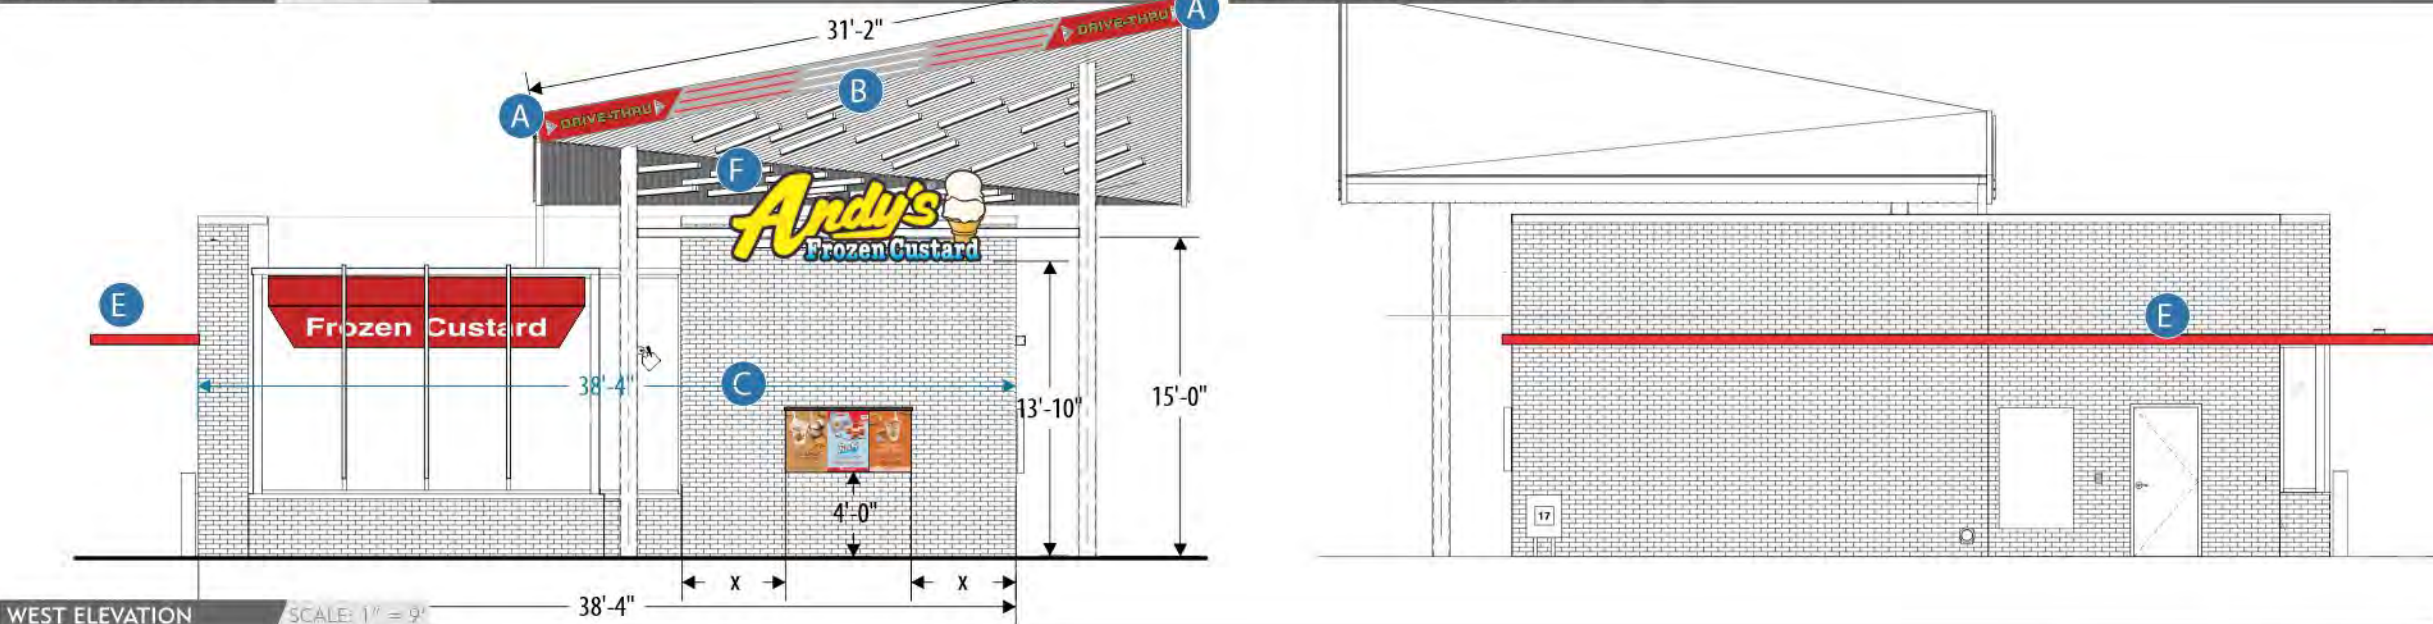 31'-2"
A
DRIVE-THRU
B
A
DRIVE-THRU
F
Andy's
Frozen Custard
E
Frozen Custard
E
38'-4"
C
13'-10"
15'-0"
4'-0"
17
x
x
38'-4"
WEST ELEVATION
SCALE: 1" = 9'